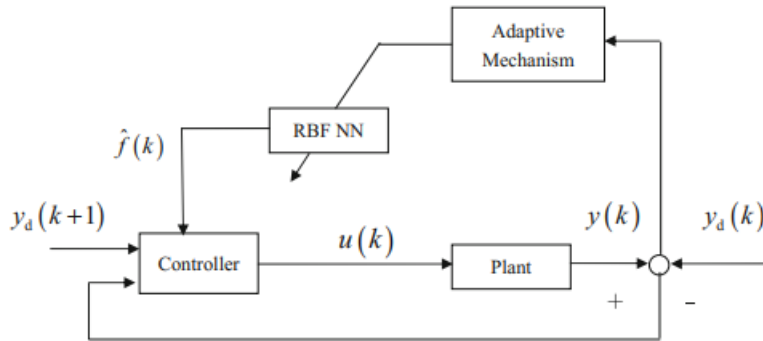 Adaptive
Mechanism
RBF NN
f̂(k)
y_d(k+1)
Controller
u(k)
Plant
y(k)
y_d(k)
+
-